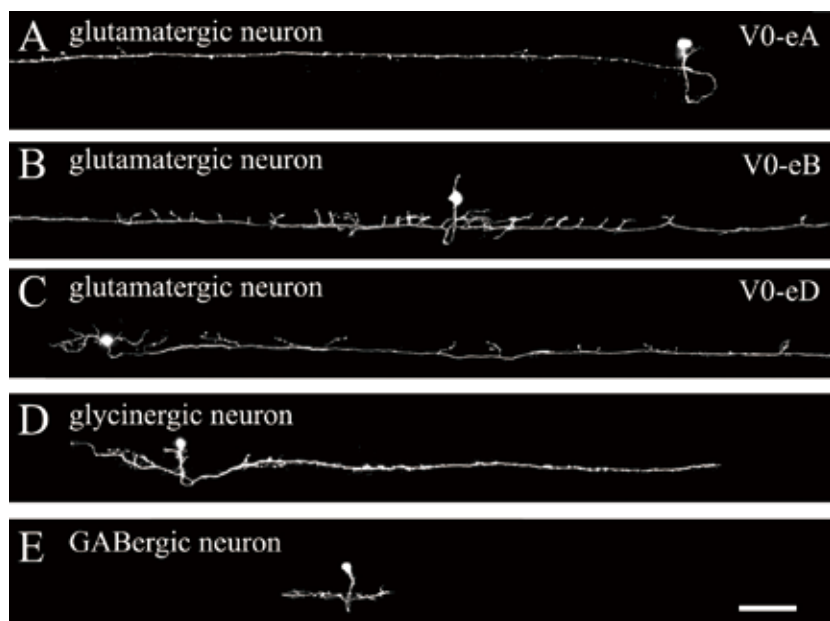 A glutamatergic neuron V0-eA
B glutamatergic neuron V0-eB
C glutamatergic neuron V0-eD
D glycinergic neuron
E GABergic neuron